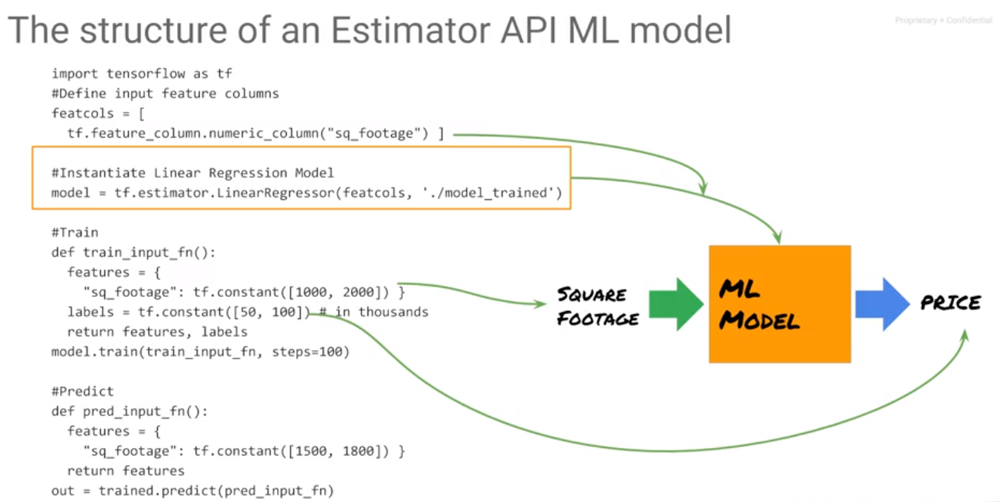 The structure of an Estimator API ML model
Proprietary + Confidential
import tensorflow as tf
#Define input feature columns
featcols = [
  tf.feature_column.numeric_column("sq_footage") ]
#Instantiate Linear Regression Model
model = tf.estimator.LinearRegressor(featcols, './model_trained')
#Train
def train_input_fn():
  features = {
    "sq_footage": tf.constant([1000, 2000]) }
  labels = tf.constant([50, 100]) # in thousands
  return features, labels
model.train(train_input_fn, steps=100)
#Predict
def pred_input_fn():
  features = {
    "sq_footage": tf.constant([1500, 1800]) }
  return features
out = trained.predict(pred_input_fn)
SQUARE
FOOTAGE
ML
MODEL
PRICE